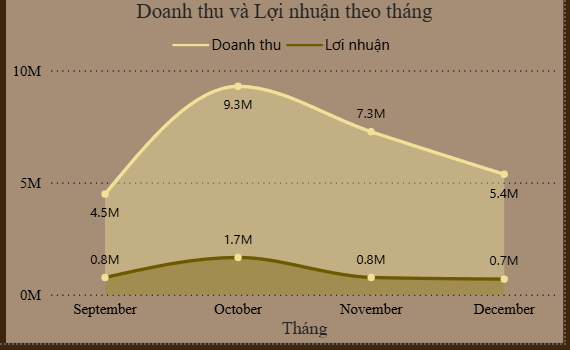 Doanh thu và Lợi nhuận theo tháng
Doanh thu Lợi nhuận
10M
9.3M
7.3M
5M
5.4M
4.5M
1.7M
0.8M 0.8M 0.7M
0M
September October November December
Tháng